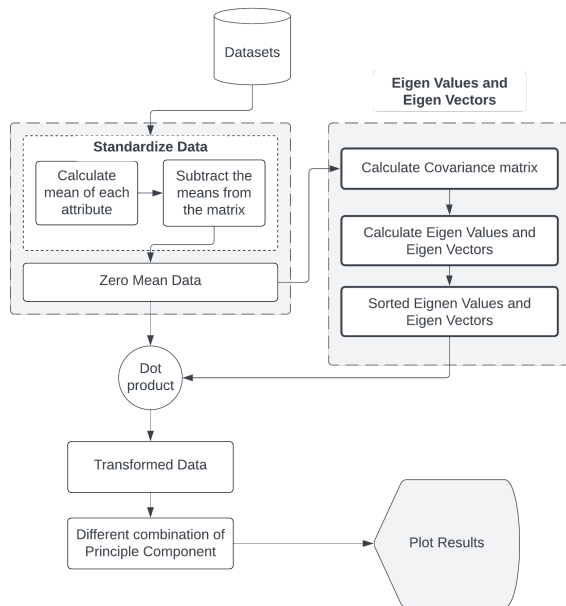 Datasets
Eigen Values and
Eigen Vectors
Standardize Data
Calculate
mean of each
attribute
Subtract the
means from
the matrix
Zero Mean Data
Calculate Covariance matrix
Calculate Eigen Values and
Eigen Vectors
Sorted Eignen Values and
Eigen Vectors
Dot
product
Transformed Data
Different combination of
Principle Component
Plot Results